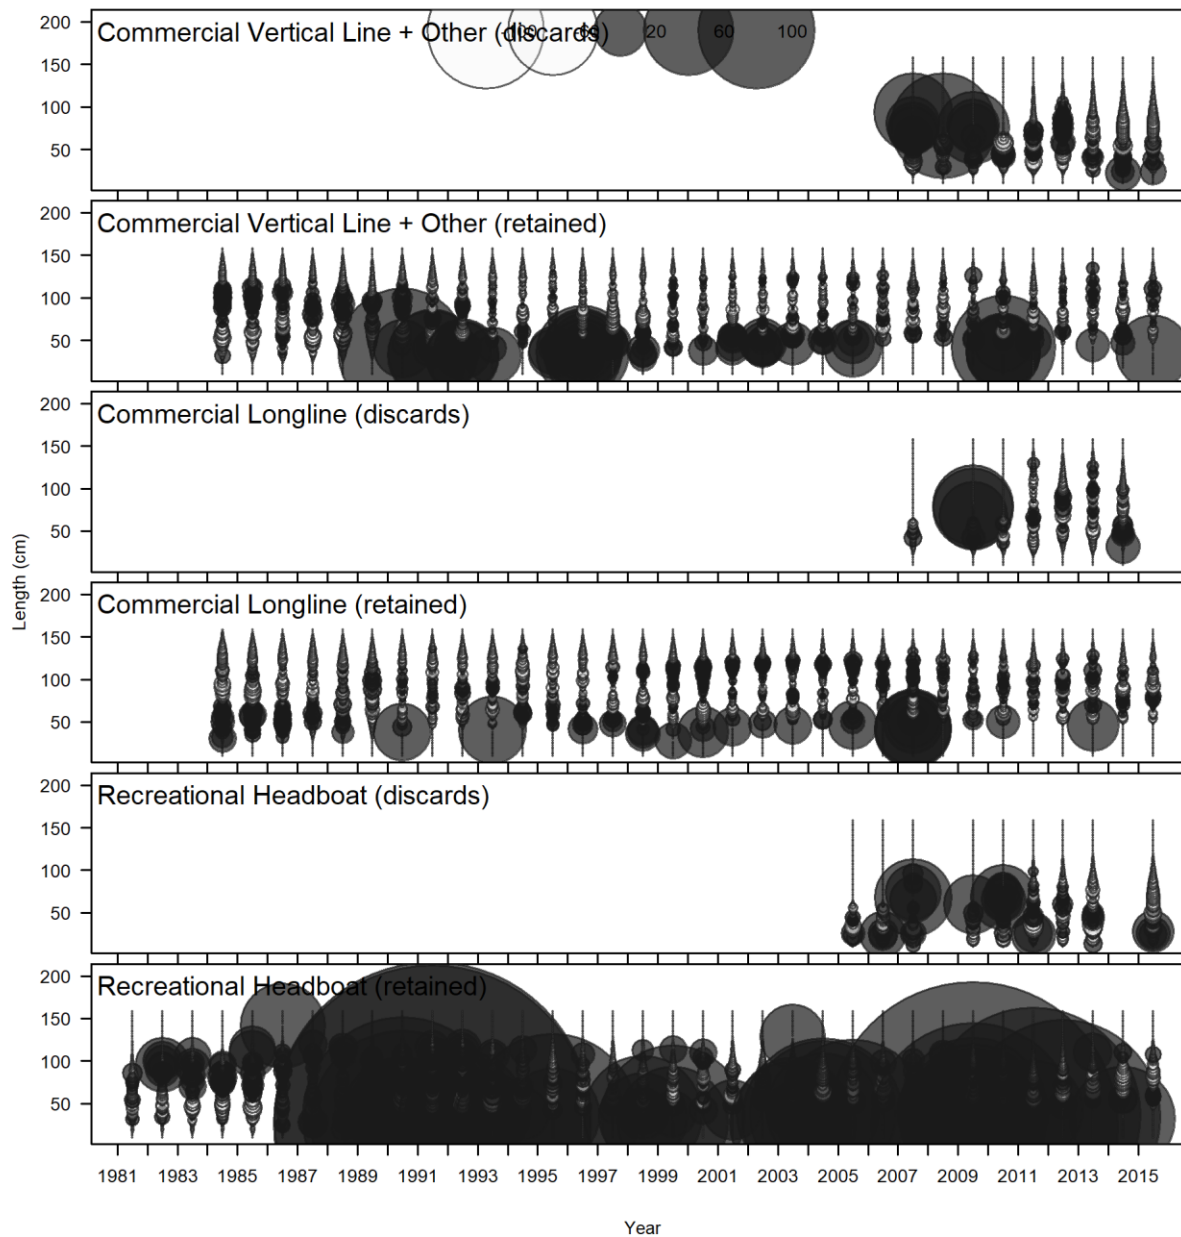 Commercial Vertical Line + Other (discards)
-100 -60 20 60 100
200
150
100
50
Commercial Vertical Line + Other (retained)
200
150
100
50
Commercial Longline (discards)
200
150
100
50
Length (cm)
Commercial Longline (retained)
200
150
100
50
Recreational Headboat (discards)
200
150
100
50
Recreational Headboat (retained)
200
150
100
50
1981 1983 1985 1987 1989 1991 1993 1995 1997 1999 2001 2003 2005 2007 2009 2011 2013 2015
Year